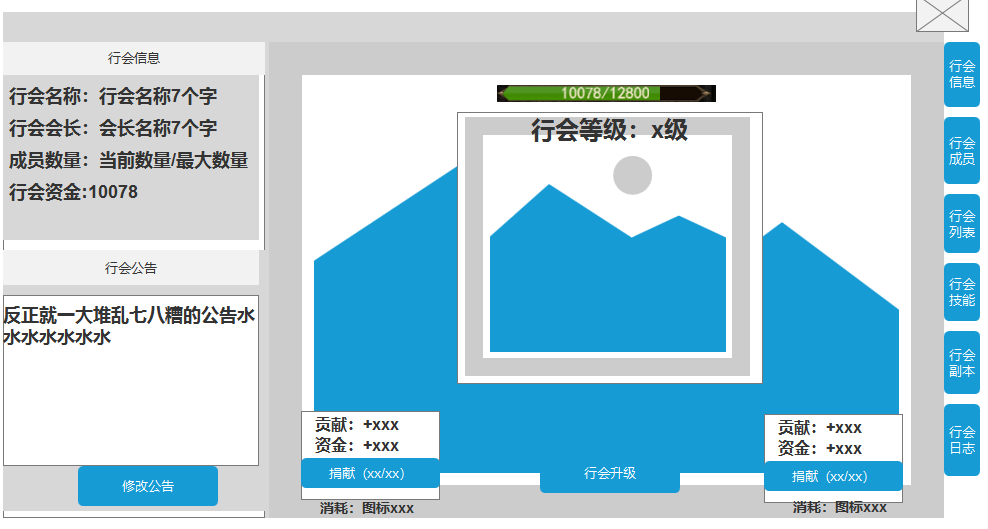 行会信息
行会名称：行会名称7个字
行会会长：会长名称7个字
成员数量：当前数量/最大数量
行会资金:10078
行会公告
反正就一大堆乱七八糟的公告水
水水水水水水
修改公告
10078/12800
行会等级：x级
贡献：+xxx
资金：+xxx
捐献（xx/xx）
消耗：图标xxx
行会升级
贡献：+xxx
资金：+xxx
捐献（xx/xx）
消耗：图标xxx
行会
信息
行会
成员
行会
列表
行会
技能
行会
副本
行会
日志